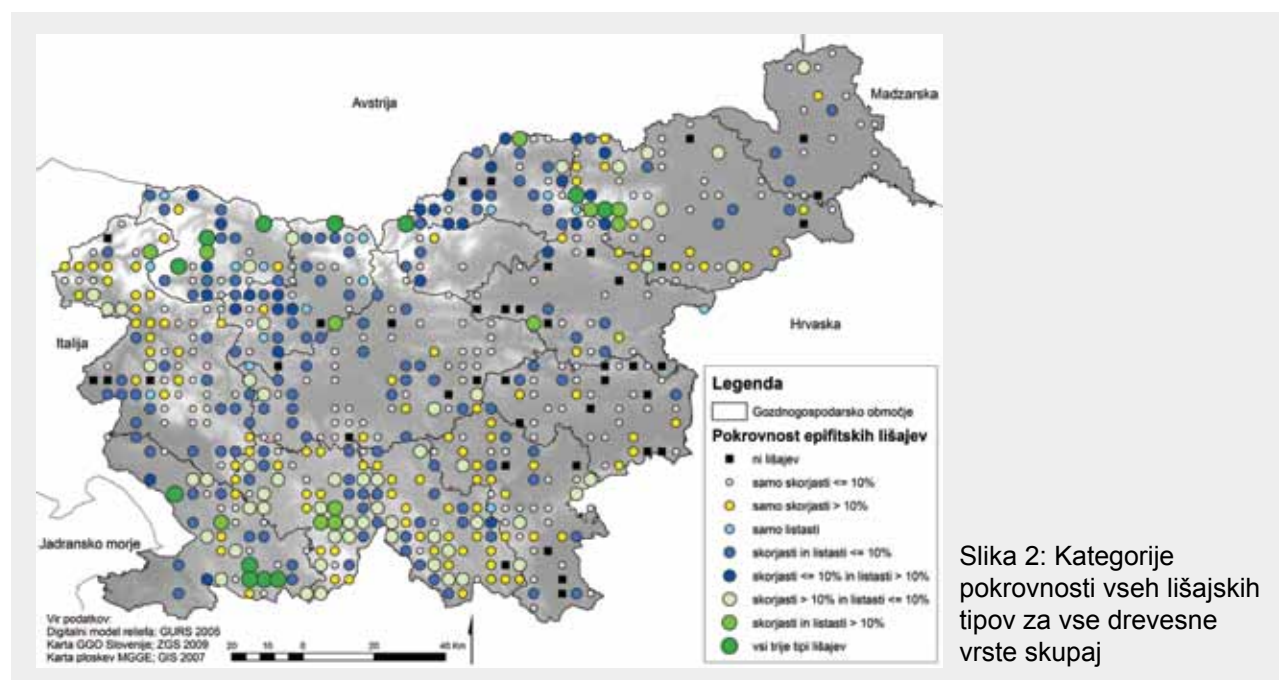 Avstrija
Madzarska
Italija
Hrvaska
Jadransko morje
Legenda
Gozdnogospodarsko območje
Pokrovnost epifitskih lišajev
ni lišajev
samo skorjasti <= 10%
samo skorjasti > 10%
samo listasti
skorjasti in listasti <= 10%
skorjasti <= 10% in listasti > 10%
skorjasti > 10% in listasti <= 10%
skorjasti in listasti > 10%
vsi trije tipi lišajev
Vir podatkov:
Digitalni model reliefa; GURS 2005
Karta GGO Slovenije; ZGS 2009
Karta ploskev MGGE; GIS 2007
20 10 0 20 40 Km
Slika 2: Kategorije
pokrovnosti vseh lišajskih
tipov za vse drevesne
vrste skupaj